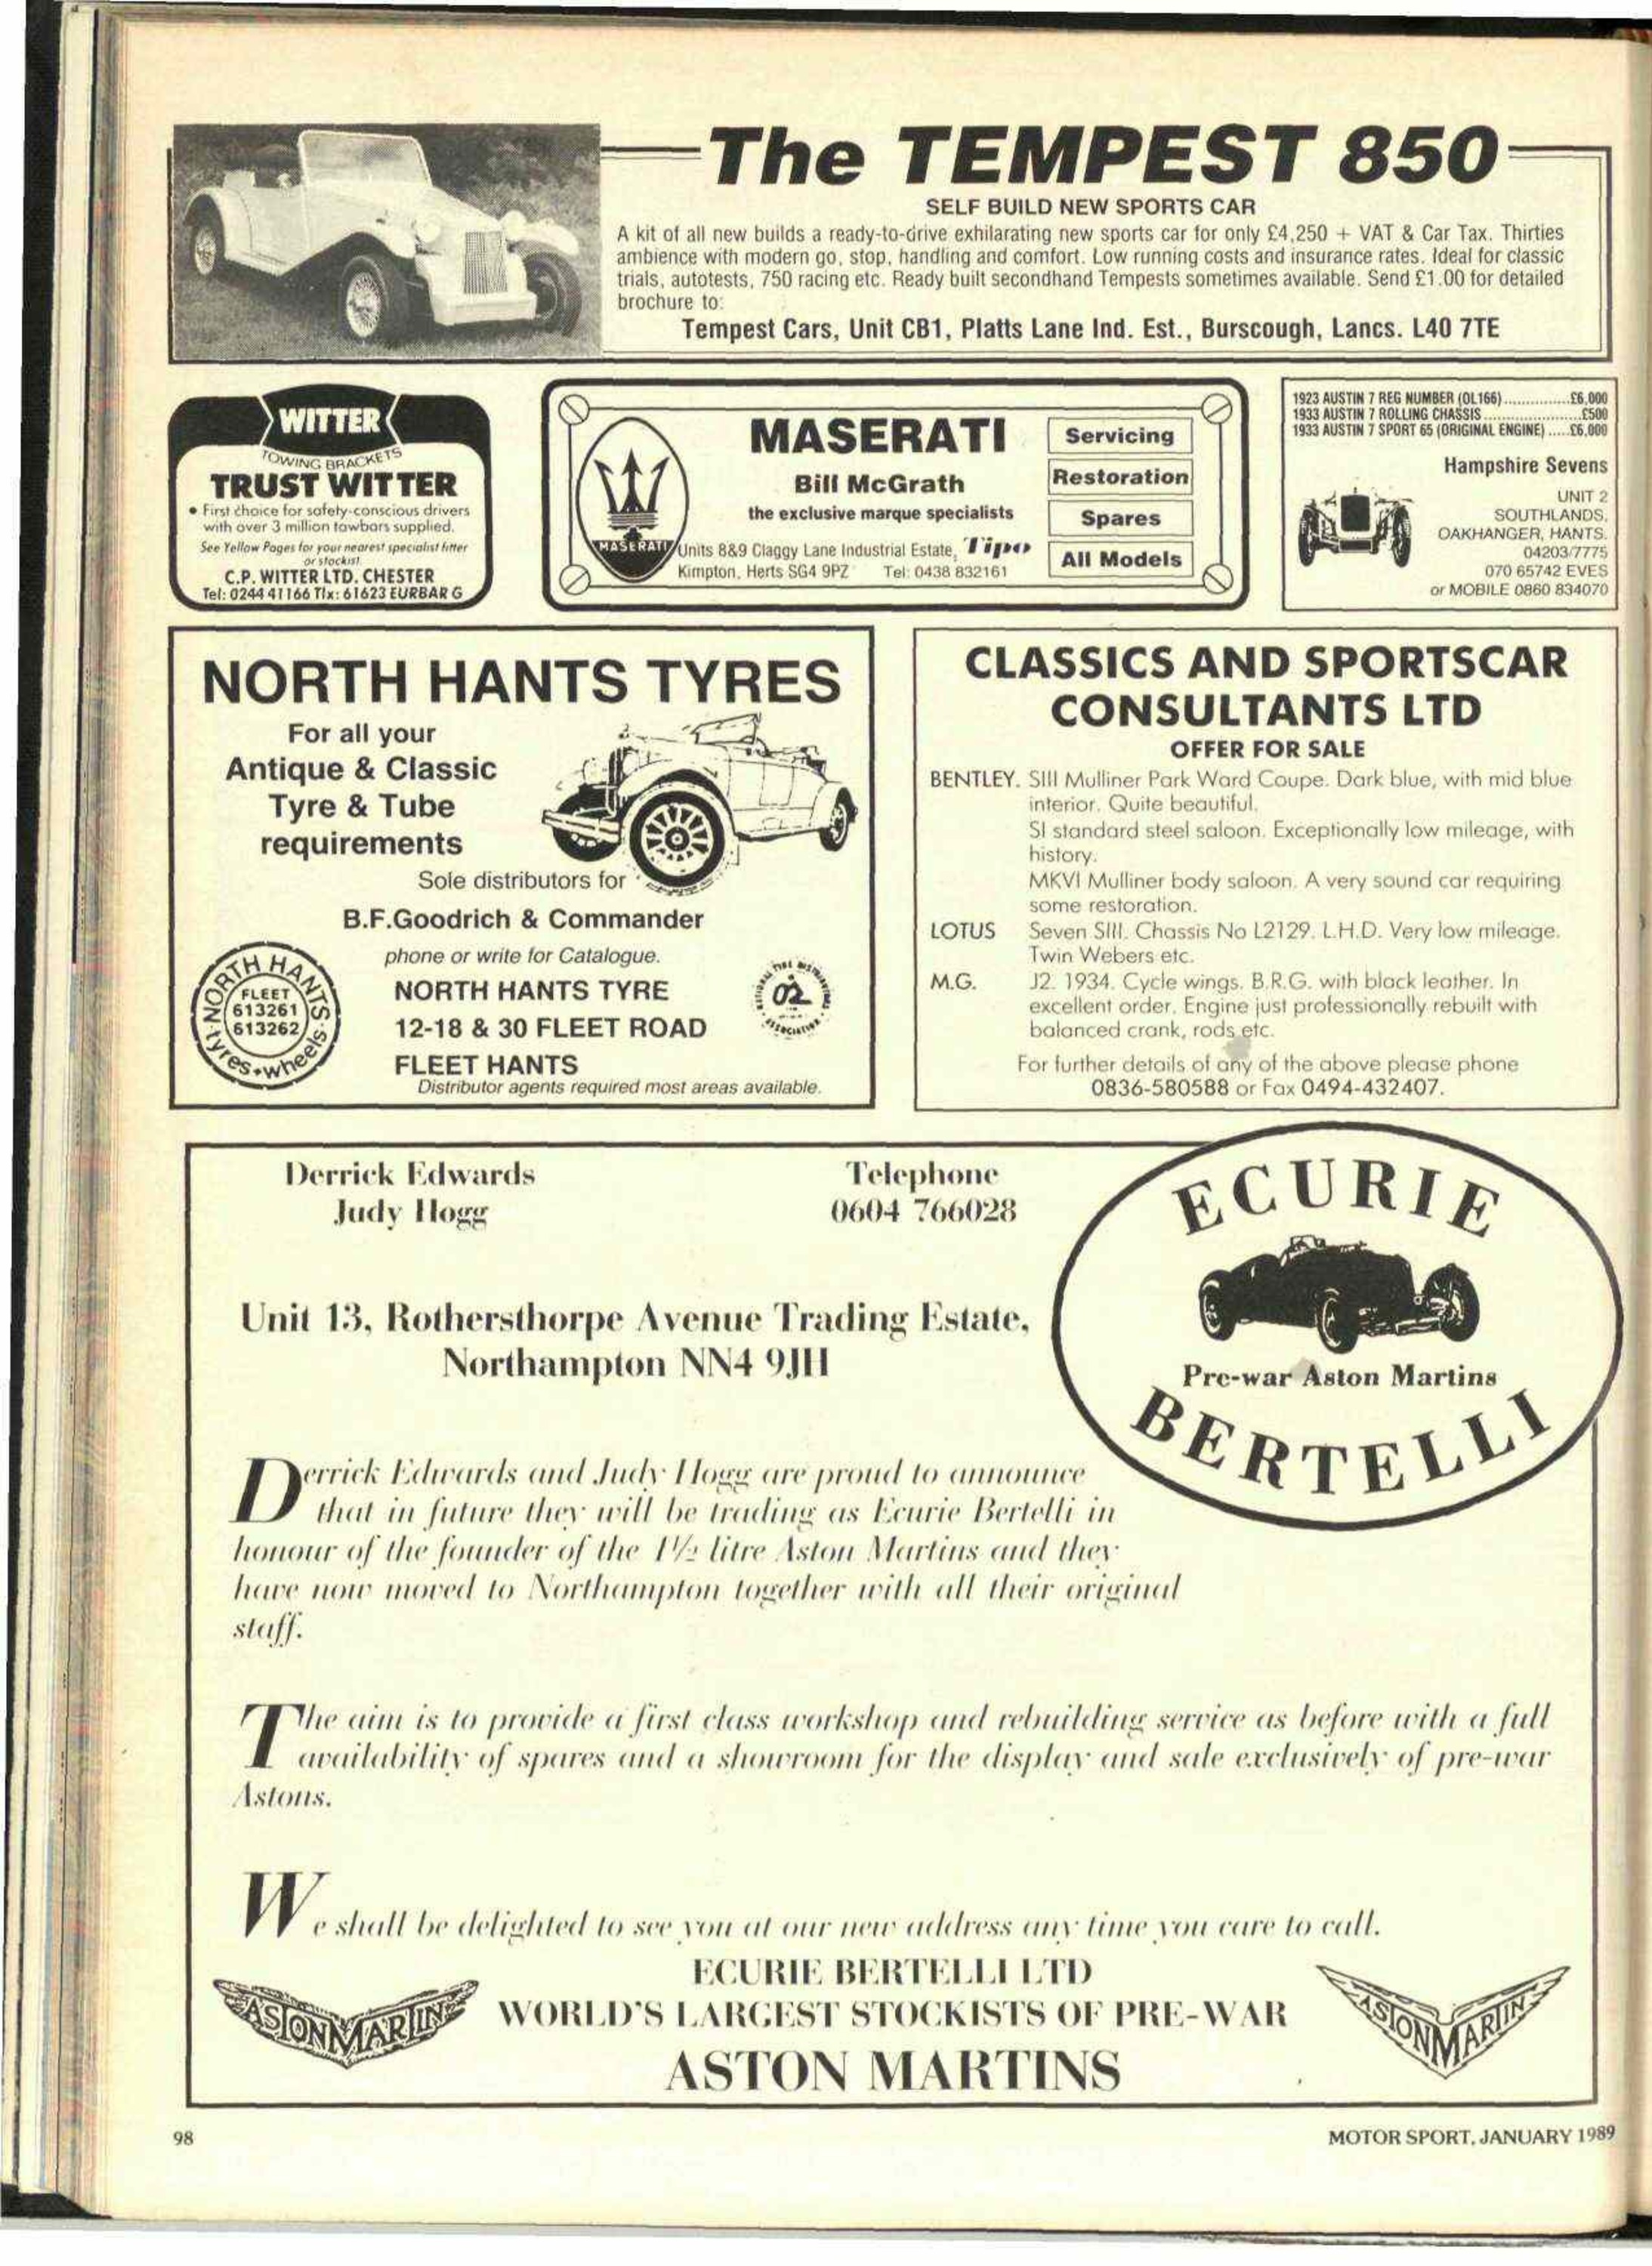 The TEMPEST 850
SELF BUILD NEW SPORTS CAR
A kit of all new builds a ready-to-drive exhilarating new sports car for only £4,250 + VAT & Car Tax. Thirties
ambience with modern go, stop, handling and comfort. Low running costs and insurance rates. Ideal for classic
trials, autotests, 750 racing etc. Ready built secondhand Tempests sometimes available. Send £1.00 for detailed
brochure to:
Tempest Cars, Unit CB1, Platts Lane Ind. Est., Burscough, Lancs. L40 7TE
WITTER
TOWING BRACKETS
TRUST WITTER
• First choice for safety-conscious drivers
with over 3 million towbars supplied.
See Yellow Pages for your nearest specialist fitter
or stockist.
C.P. WITTER LTD. CHESTER
Tel: 0244 41166 Tlx: 61623 EURBAR G
MASERATI
MASERATI
Bill McGrath
the exclusive marque specialists
Units 8&9 Claggy Lane Industrial Estate, Tipo
Kimpton, Herts SG4 9PZ Tel: 0438 832161
Servicing
Restoration
Spares
All Models
1923 AUSTIN 7 REG NUMBER (OL166).............£6,000
1933 AUSTIN 7 ROLLING CHASSIS....................£500
1933 AUSTIN 7 SPORT 65 (ORIGINAL ENGINE).....£6,000
Hampshire Sevens
UNIT 2
SOUTHLANDS,
OAKHANGER, HANTS.
04203/7775
070 65742 EVES
or MOBILE 0860 834070
NORTH HANTS TYRES
For all your
Antique & Classic
Tyre & Tube
requirements
Sole distributors for
B.F.Goodrich & Commander
phone or write for Catalogue.
NORTH HANTS TYRE
12-18 & 30 FLEET ROAD
FLEET HANTS
Distributor agents required most areas available.
NORTH HANTS
FLEET
613261
613262
tyres•wheels
CLASSICS AND SPORTSCAR
CONSULTANTS LTD
OFFER FOR SALE
BENTLEY. SIII Mulliner Park Ward Coupe. Dark blue, with mid blue
interior. Quite beautiful.
SI standard steel saloon. Exceptionally low mileage, with
history.
MKVI Mulliner body saloon. A very sound car requiring
some restoration.
LOTUS Seven SIII. Chassis No L2129. L.H.D. Very low mileage.
Twin Webers etc.
M.G. J2. 1934. Cycle wings. B.R.G. with black leather. In
excellent order. Engine just professionally rebuilt with
balanced crank, rods etc.
For further details of any of the above please phone
0836-580588 or Fax 0494-432407.
Derrick Edwards
Judy Hogg
Telephone
0604 766028
Unit 13, Rothersthorpe Avenue Trading Estate,
Northampton NN4 9JH
ECURIE
Pre-war Aston Martins
BERTELLI
Derrick Edwards and Judy Hogg are proud to announce
that in future they will be trading as Ecurie Bertelli in
honour of the founder of the 1½ litre Aston Martins and they
have now moved to Northampton together with all their original
staff.
The aim is to provide a first class workshop and rebuilding service as before with a full
availability of spares and a showroom for the display and sale exclusively of pre-war
Astons.
We shall be delighted to see you at our new address any time you care to call.
ECURIE BERTELLI LTD
WORLD'S LARGEST STOCKISTS OF PRE-WAR
ASTON MARTINS
ASTON MARTIN
ASTON MARTIN
98
MOTOR SPORT, JANUARY 1989